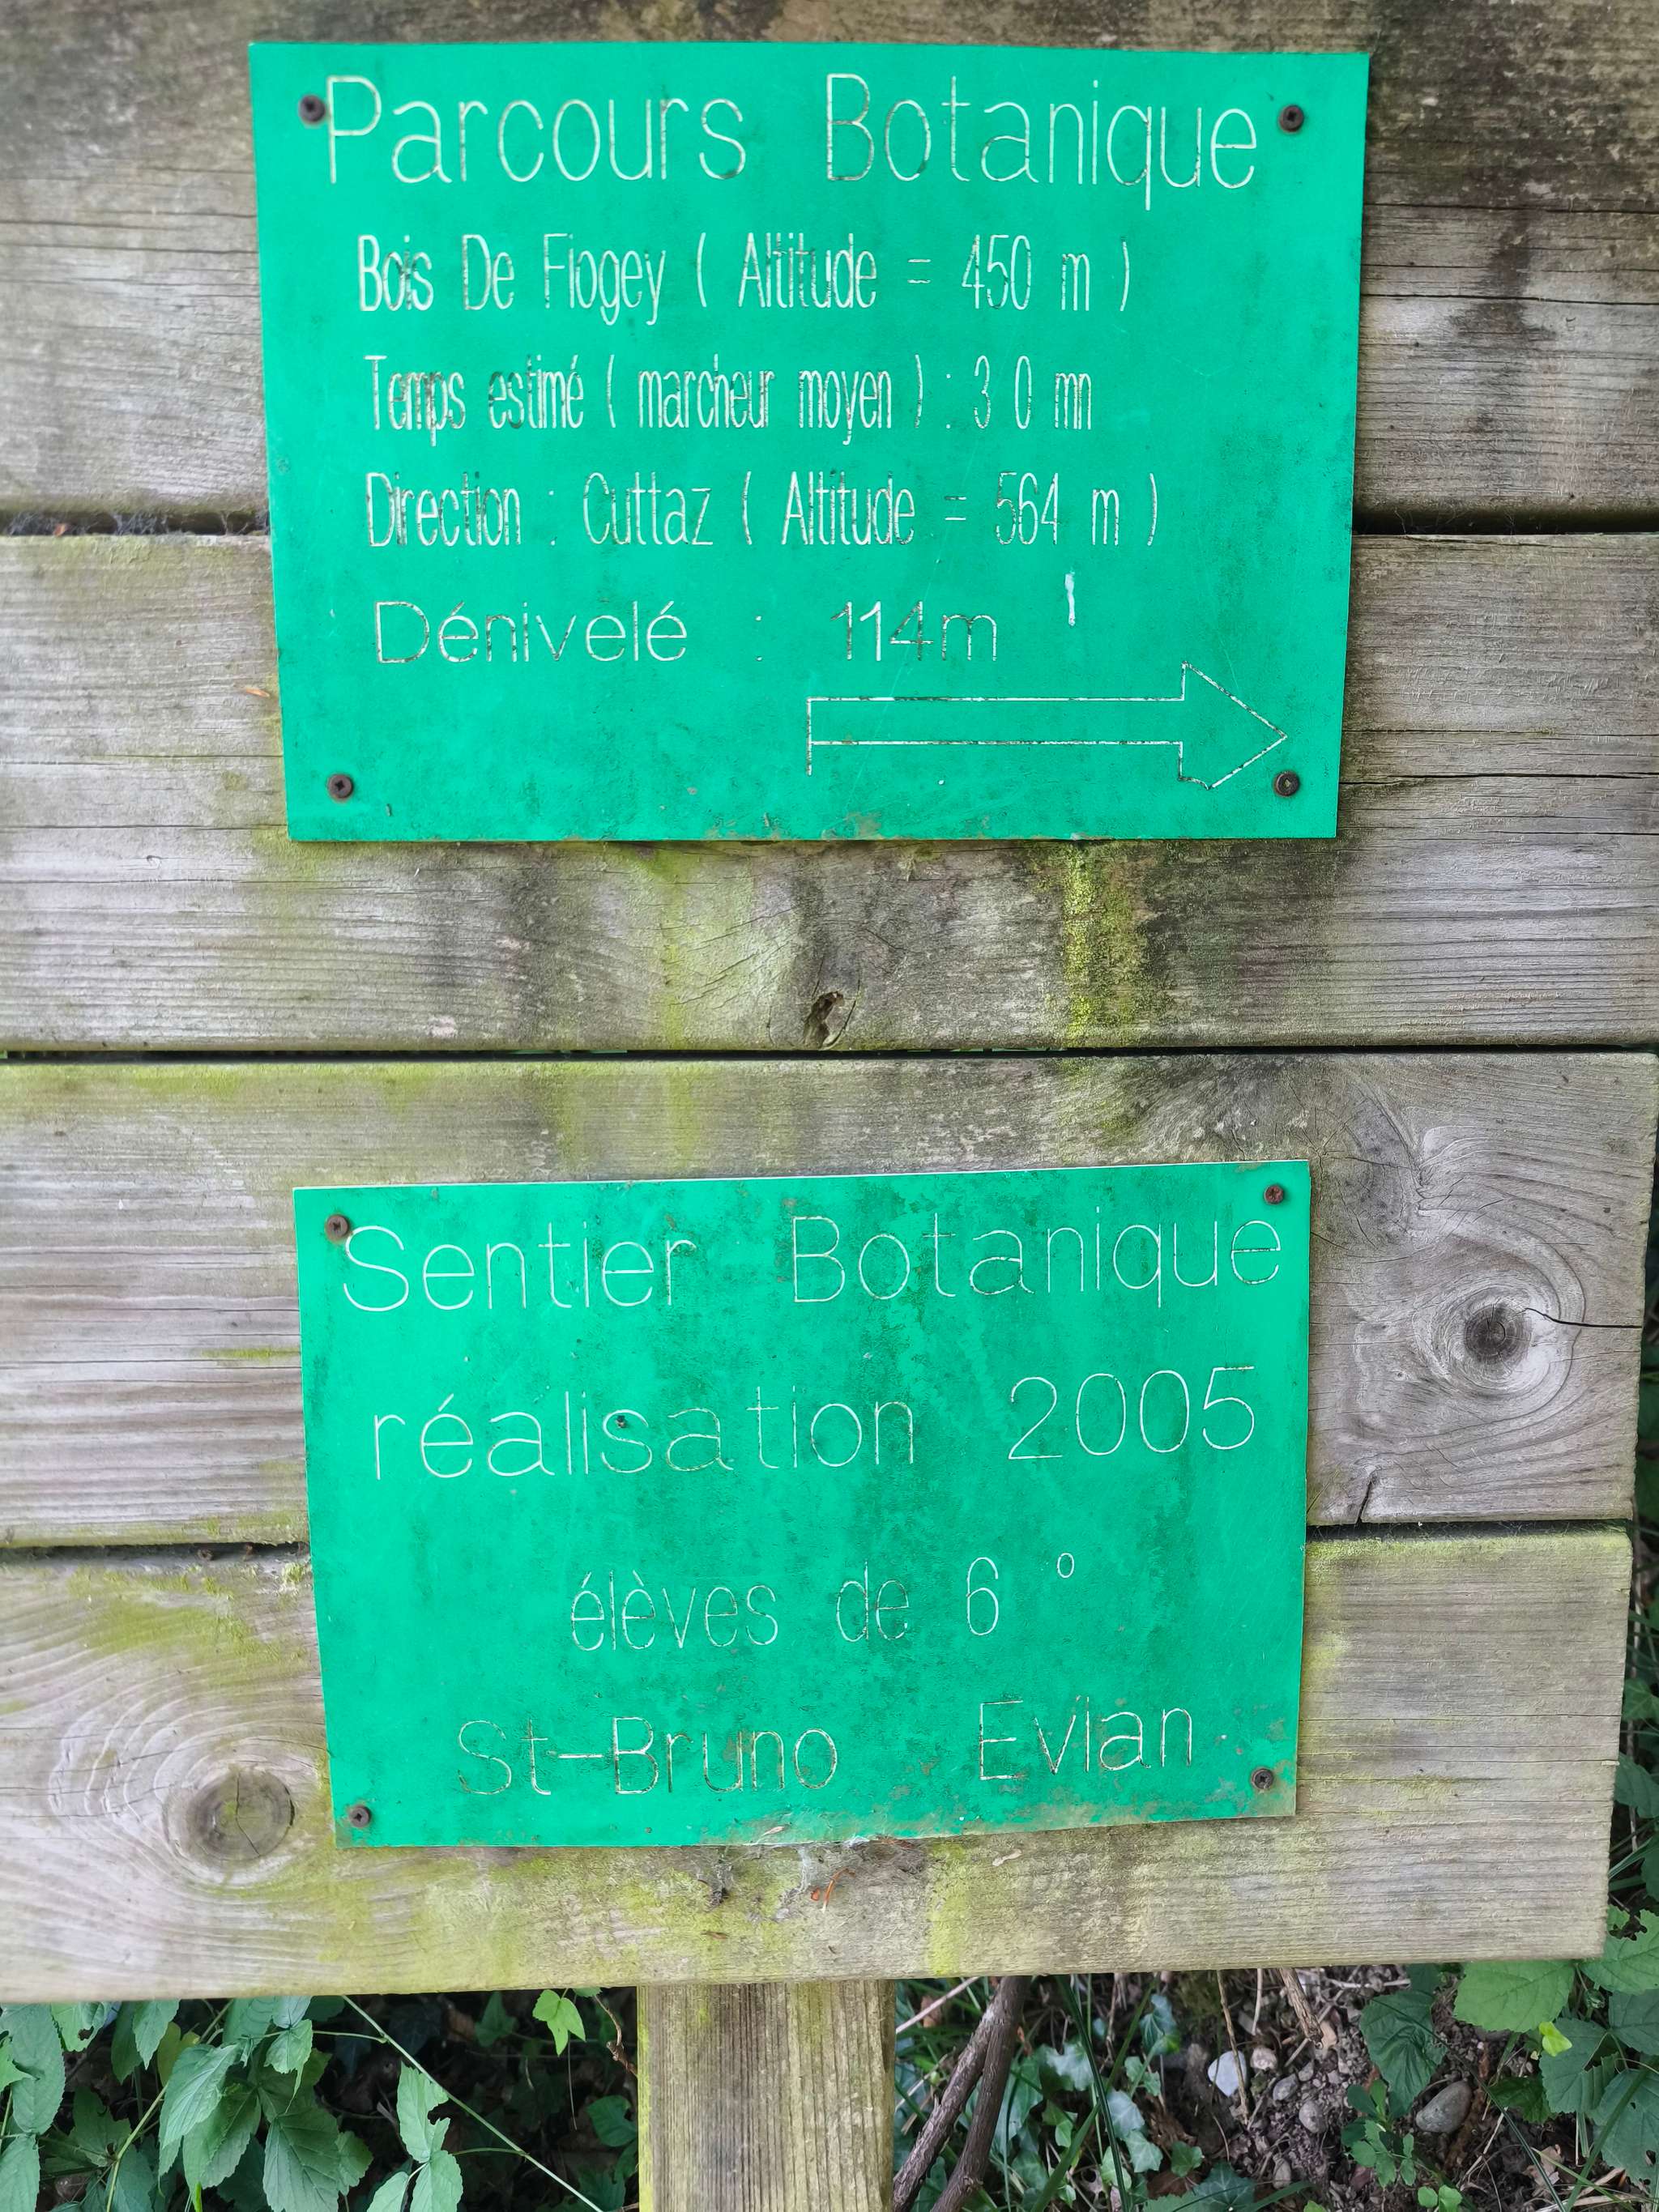 Parcours Botanique
Bois De Flogey ( Altitude = 450 m )
Temps estimé ( marcheur moyen ) : 3 0 mn
Direction : Cuttaz ( Altitude = 564 m )
Dénivelé : 114m
Sentier Botanique
réalisation 2005
élèves de 6 °
St-Bruno Evian